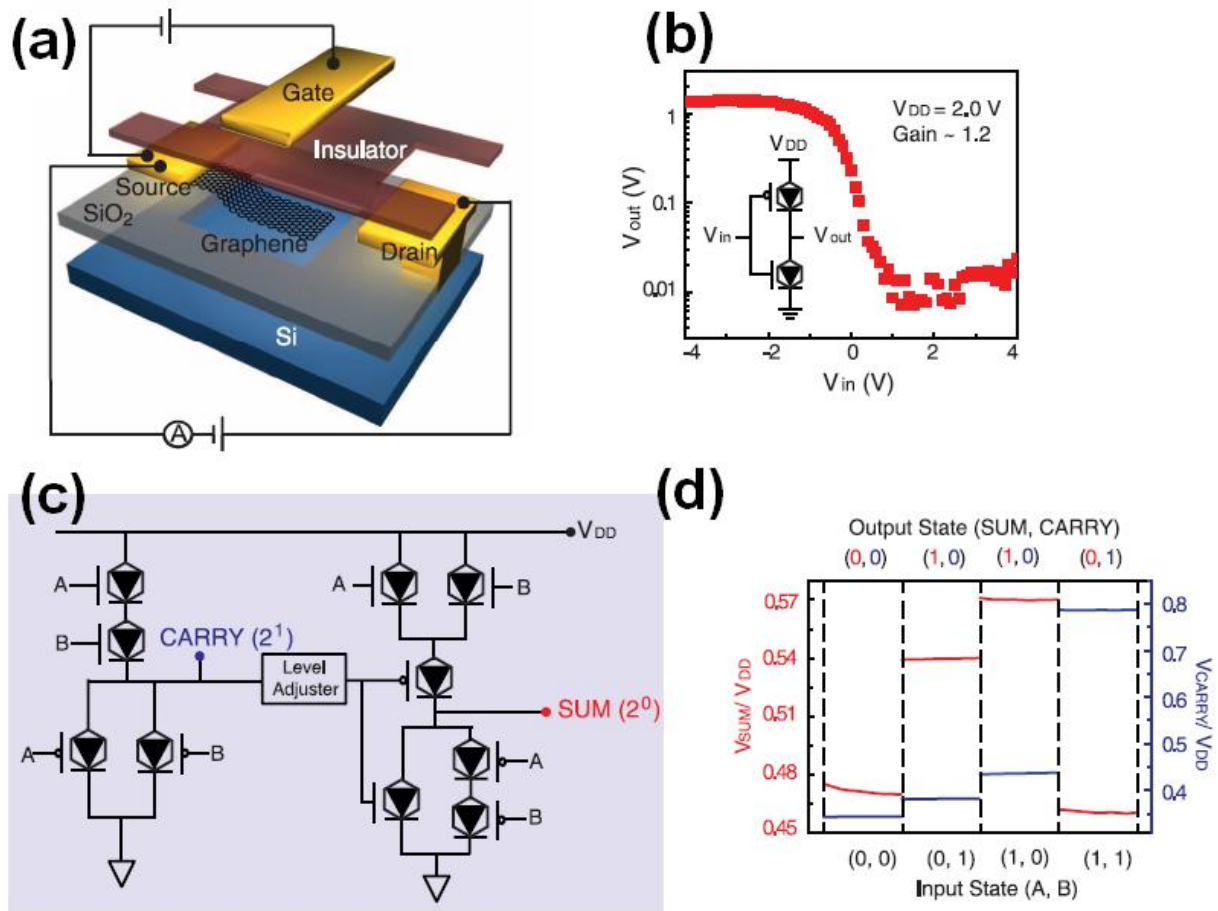 (a)
Gate
Insulator
Source
SiO2
Graphene
Drain
Si
A
(b)
VDD = 2.0 V
Gain ~ 1.2
VDD
Vin
Vout
Vout (V)
1
0.1
0.01
-4
-2
0
2
4
Vin (V)
(c)
VDD
A
B
A
B
CARRY (2¹)
Level
Adjuster
SUM (2⁰)
A
B
A
B
(d)
Output State (SUM, CARRY)
(0, 0) (1, 0) (1, 0) (0, 1)
VSUM/ VDD
0.57
0.54
0.51
0.48
0.45
0.8
0.7
0.6
0.5
0.4
VCARRY/ VDD
(0, 0) (0, 1) (1, 0) (1, 1)
Input State (A, B)